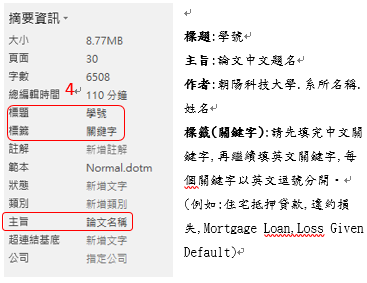 摘要資訊
大小 8.77MB
頁面 30
字數 6508
總編輯時間 110 分鐘
4
標題 學號
標籤 關鍵字
註解 新增註解
範本 Normal.dotm
狀態 新增文字
類別 新增類別
主旨 論文名稱
超連結基底 新增文字
公司 指定公司
標題:學號
主旨:論文中文題名
作者:朝陽科技大學.系所名稱.
姓名
標籤(關鍵字):請先填完中文關
鍵字,再繼續填英文關鍵字,每
個關鍵字以英文逗號分開。
(例如:住宅抵押貸款,違約損
失,Mortgage Loan,Loss Given
Default)